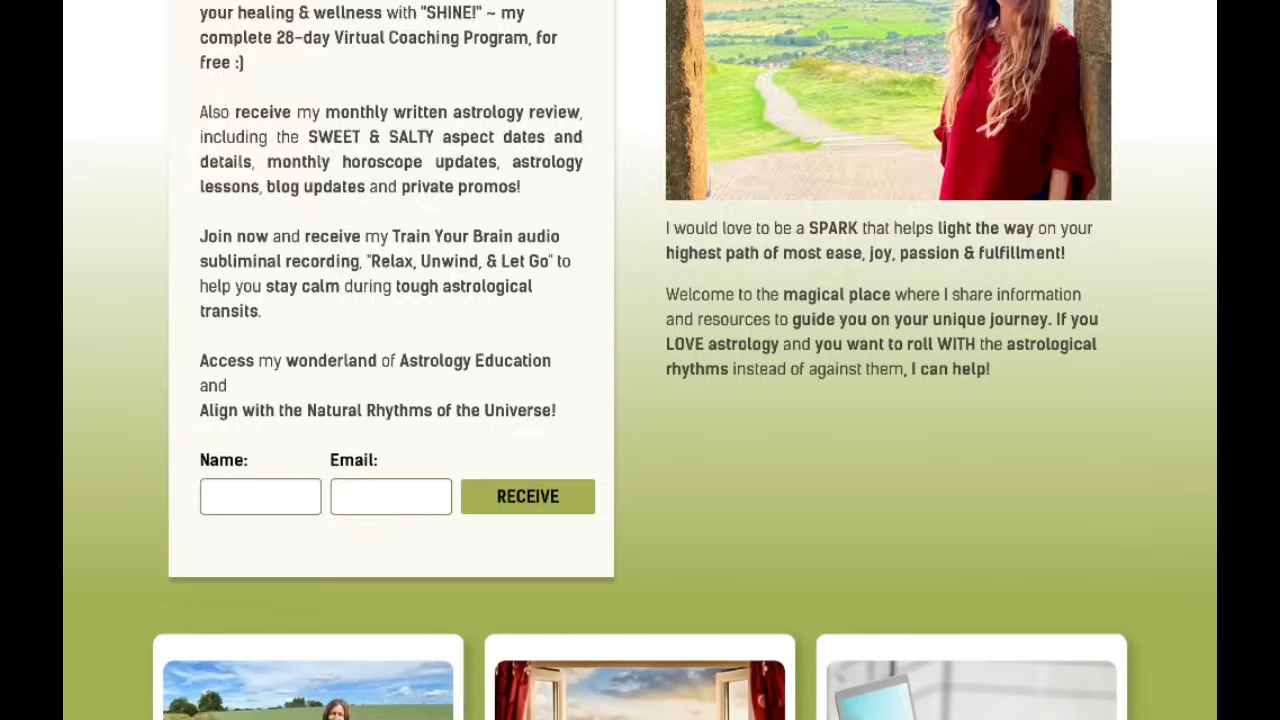 your healing & wellness with "SHINE!" ~ my
complete 28-day Virtual Coaching Program, for
free :)
Also receive my monthly written astrology review,
including the SWEET & SALTY aspect dates and
details, monthly horoscope updates, astrology
lessons, blog updates and private promos!
Join now and receive my Train Your Brain audio
subliminal recording, "Relax, Unwind, & Let Go" to
help you stay calm during tough astrological
transits.
Access my wonderland of Astrology Education
and
Align with the Natural Rhythms of the Universe!
Name: Email:
RECEIVE
I would love to be a SPARK that helps light the way on your
highest path of most ease, joy, passion & fulfillment!
Welcome to the magical place where I share information
and resources to guide you on your unique journey. If you
LOVE astrology and you want to roll WITH the astrological
rhythms instead of against them, I can help!